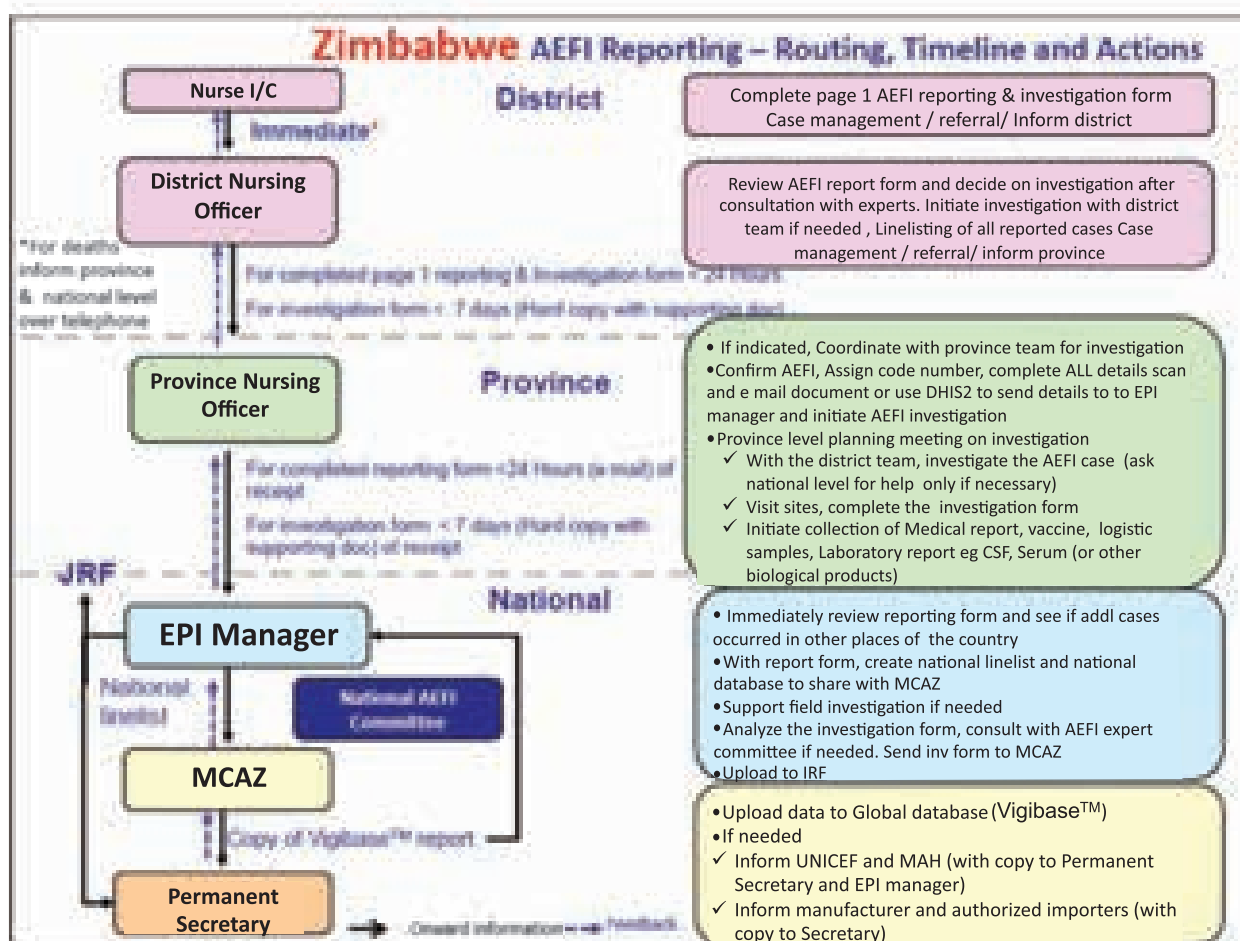 Zimbabwe AEFI Reporting – Routing, Timeline and Actions
Nurse I/C
District
Complete page 1 AEFI reporting & investigation form
Case management / referral/ Inform district
Immediate*
District Nursing
Officer
Review AEFI report form and decide on investigation after
consultation with experts. Initiate investigation with district
team if needed , Linelisting of all reported cases Case
management / referral/ inform province
*For deaths
inform province
& national level
over telephone
For completed page 1 reporting & Investigation form < 24 Hours
For investigation form < 7 days (Hard copy with supporting doc)
Province Nursing
Officer
Province
• If indicated, Coordinate with province team for investigation
•Confirm AEFI, Assign code number, complete ALL details scan
and e mail document or use DHIS2 to send details to to EPI
manager and initiate AEFI investigation
•Province level planning meeting on investigation
✓ With the district team, investigate the AEFI case (ask
national level for help only if necessary)
✓ Visit sites, complete the investigation form
✓ Initiate collection of Medical report, vaccine, logistic
samples, Laboratory report eg CSF, Serum (or other
biological products)
For completed reporting form <24 Hours (e mail) of
receipt
For investigation form < 7 days (Hard copy with
supporting doc) of receipt
JRF
National
EPI Manager
• Immediately review reporting form and see if addl cases
occurred in other places of the country
•With report form, create national linelist and national
database to share with MCAZ
•Support field investigation if needed
•Analyze the investigation form, consult with AEFI expert
committee if needed. Send inv form to MCAZ
•Upload to IRF
National
linelist
National AEFI
Committee
MCAZ
Copy of Vigibase™ report
•Upload data to Global database (Vigibase™)
•If needed
✓ Inform UNICEF and MAH (with copy to Permanent
Secretary and EPI manager)
✓ Inform manufacturer and authorized importers (with
copy to Secretary)
Permanent
Secretary
Onward information
Feedback